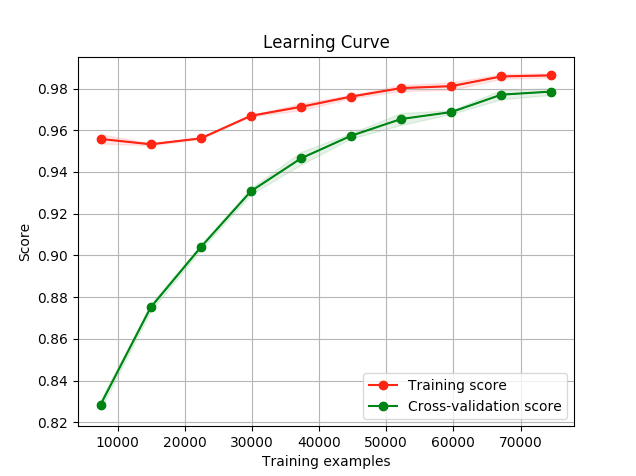 Learning Curve
Score
0.98
0.96
0.94
0.92
0.90
0.88
0.86
0.84
0.82
Training score
Cross-validation score
10000 20000 30000 40000 50000 60000 70000
Training examples